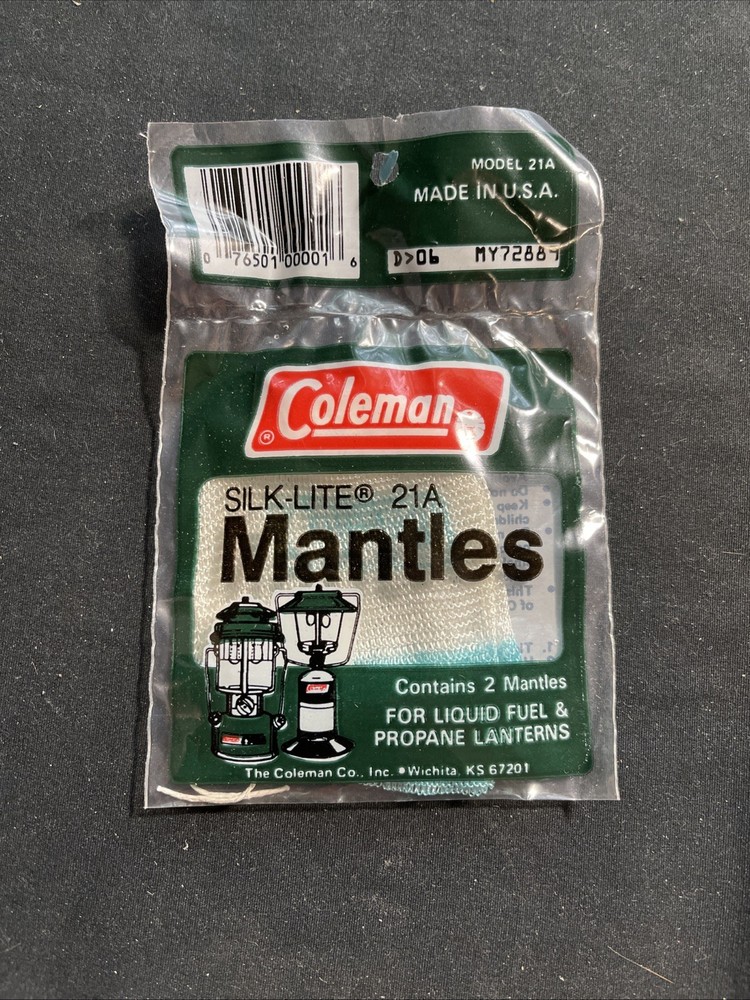 MODEL 21A
MADE IN U.S.A.
0 76501 00001 6
D>06 MY72889
Coleman
®
SILK-LITE® 21A
Mantles
Contains 2 Mantles
FOR LIQUID FUEL &
PROPANE LANTERNS
The Coleman Co., Inc. • Wichita, KS 67201